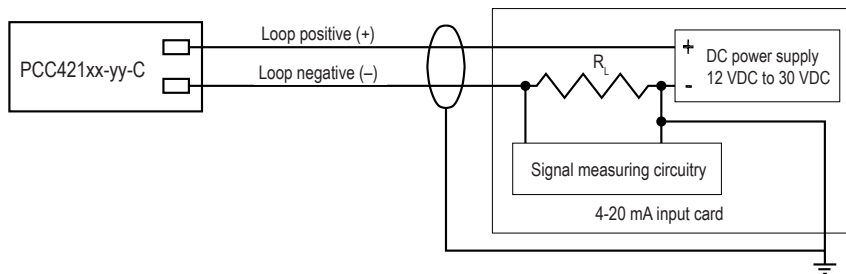 Loop positive (+)
PCC421xx-yy-C
Loop negative (–)
+
-
DC power supply
12 VDC to 30 VDC
RL
Signal measuring circuitry
4-20 mA input card